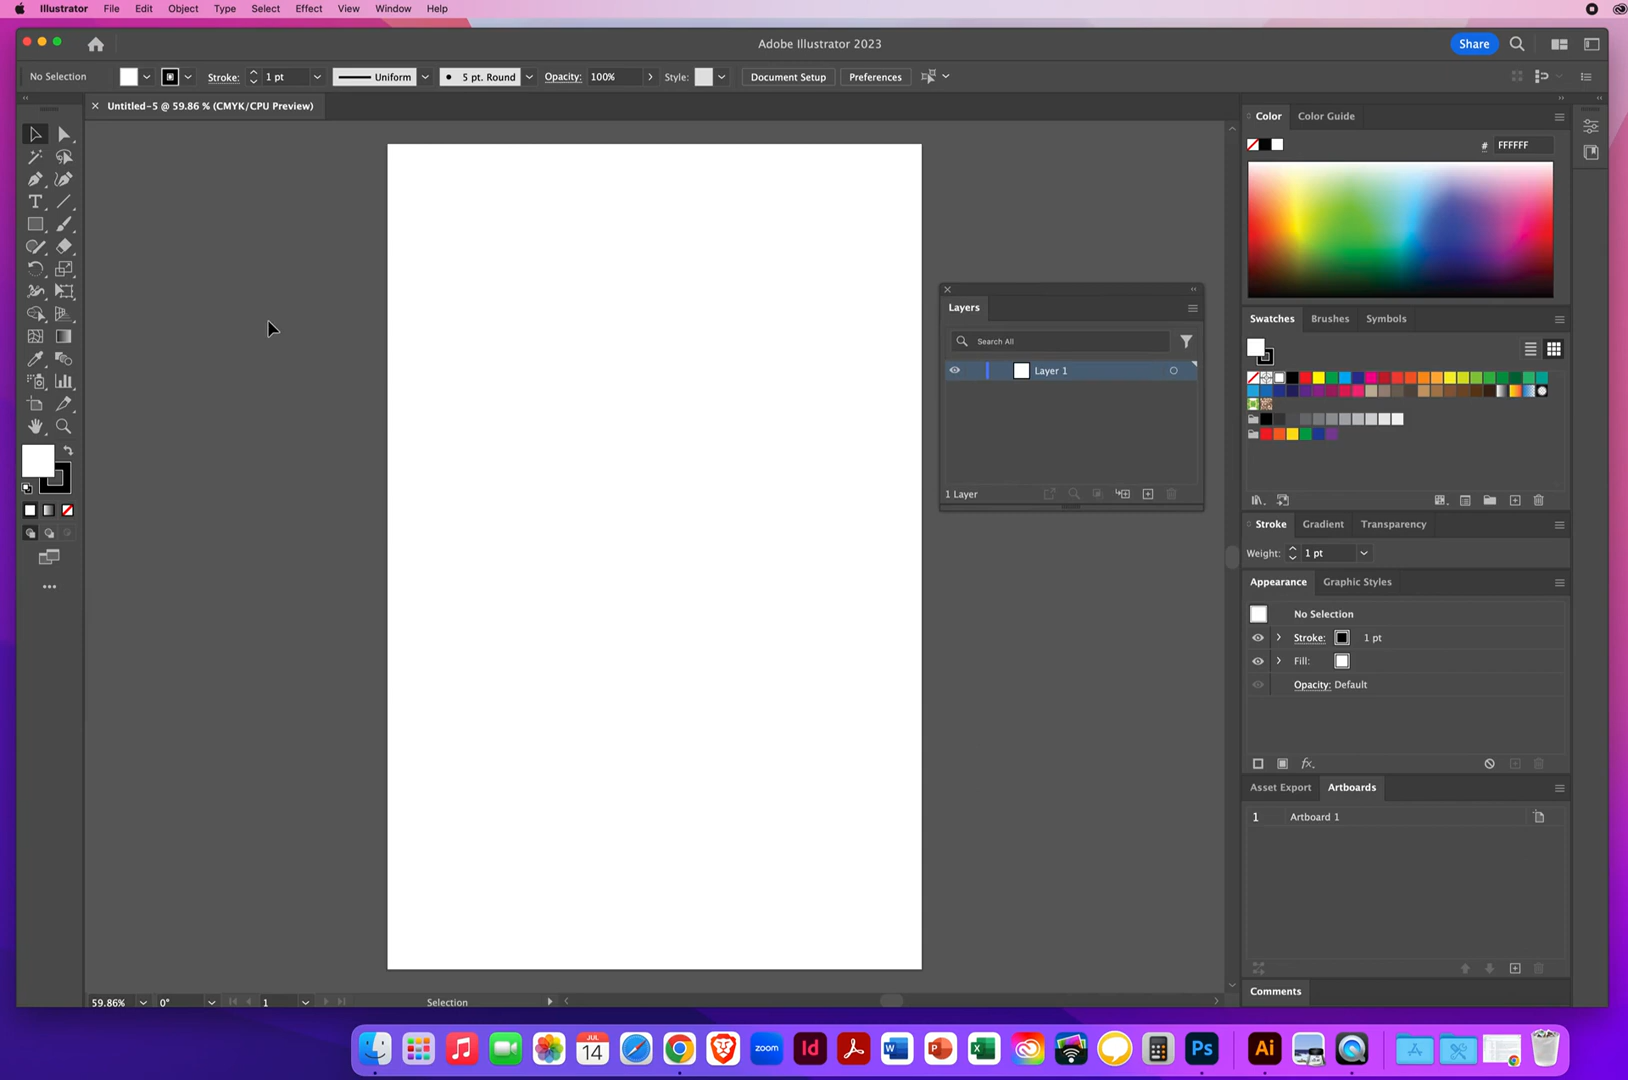 Illustrator File Edit Object Type Select Effect View Window Help
Adobe Illustrator 2023
Share
No Selection
Stroke:
1 pt
Uniform
5 pt. Round
Opacity:
100%
Style:
Document Setup
Preferences
Untitled-5 @ 59.86 % (CMYK/CPU Preview)
T
Color
Color Guide
#
FFFFFF
Layers
Search All
Layer 1
1 Layer
Swatches
Brushes
Symbols
Stroke
Gradient
Transparency
Weight:
1 pt
Appearance
Graphic Styles
No Selection
Stroke:
1 pt
Fill:
Opacity: Default
fx.
Asset Export
Artboards
1
Artboard 1
Comments
59.86%
0°
1
Selection
JUL
14
zoom
Id
W
P
X
Ps
Ai